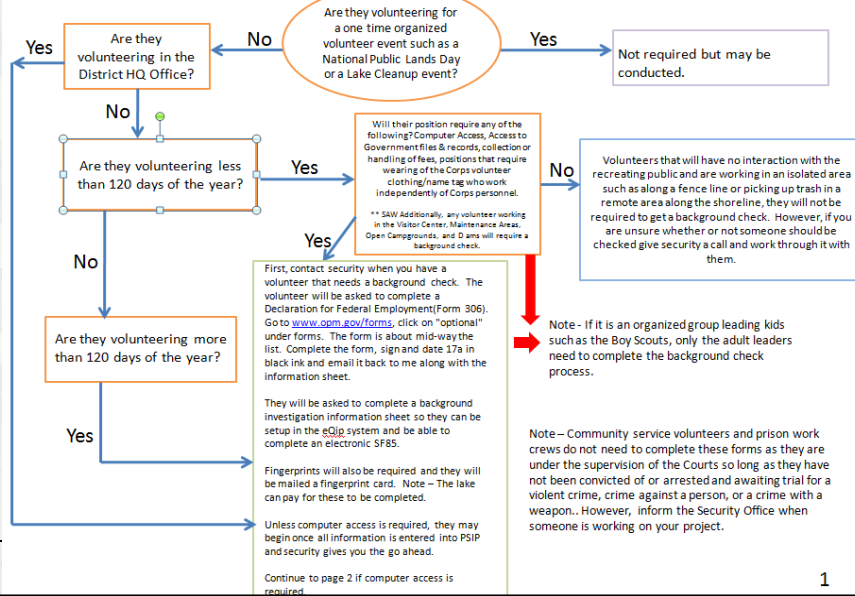 Are they volunteering for
a one time organized
volunteer event such as a
National Public Lands Day
or a Lake Cleanup event?
No
Yes
Not required but may be
conducted.
Are they
volunteering in the
District HQ Office?
Yes
No
Are they volunteering less
than 120 days of the year?
Yes
No
Will their position require any of the
following? Computer Access, Access to
Government files & records, collection or
handling of fees, positions that require
wearing of the Corps volunteer
clothing/name tag who work
independently of Corps personnel.
** SAW Additionally, any volunteer working
in the Visitor Center, Maintenance Areas,
Open Campgrounds, and D ams will require a
background check.
No
Yes
Volunteers that will have no interaction with the
recreating public and are working in an isolated area
such as along a fence line or picking up trash in a
remote area along the shoreline, they will not be
required to get a background check. However, if you
are unsure whether or not someone should be
checked give security a call and work through it with
them.
Are they volunteering more
than 120 days of the year?
Yes
First, contact security when you have a
volunteer that needs a background check. The
volunteer will be asked to complete a
Declaration for Federal Employment(Form 306).
Go to www.opm.gov/forms, click on "optional"
under forms. The form is about mid-way the
list. Complete the form, sign and date 17a in
black ink and email it back to me along with the
information sheet.
They will be asked to complete a background
investigation information sheet so they can be
setup in the eQip system and be able to
complete an electronic SF85.
Fingerprints will also be required and they will
be mailed a fingerprint card. Note – The lake
can pay for these to be completed.
Unless computer access is required, they may
begin once all information is entered into PSIP
and security gives you the go ahead.
Continue to page 2 if computer access is
required
Note - If it is an organized group leading kids
such as the Boy Scouts, only the adult leaders
need to complete the background check
process.
Note – Community service volunteers and prison work
crews do not need to complete these forms as they are
under the supervision of the Courts so long as they have
not been convicted of or arrested and awaiting trial for a
violent crime, crime against a person, or a crime with a
weapon.. However, inform the Security Office when
someone is working on your project.
1